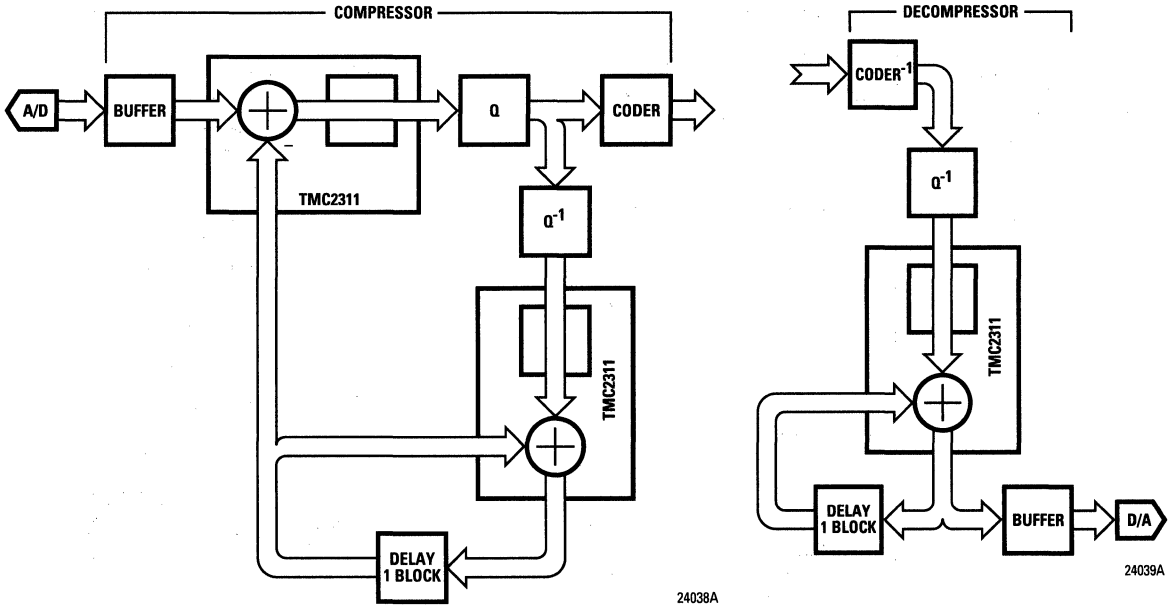 COMPRESSOR
A/D
BUFFER
TMC2311
−
Q
CODER
Q-1
TMC2311
DELAY
1 BLOCK
24038A
DECOMPRESSOR
CODER-1
Q-1
TMC2311
DELAY
1 BLOCK
BUFFER
D/A
24039A